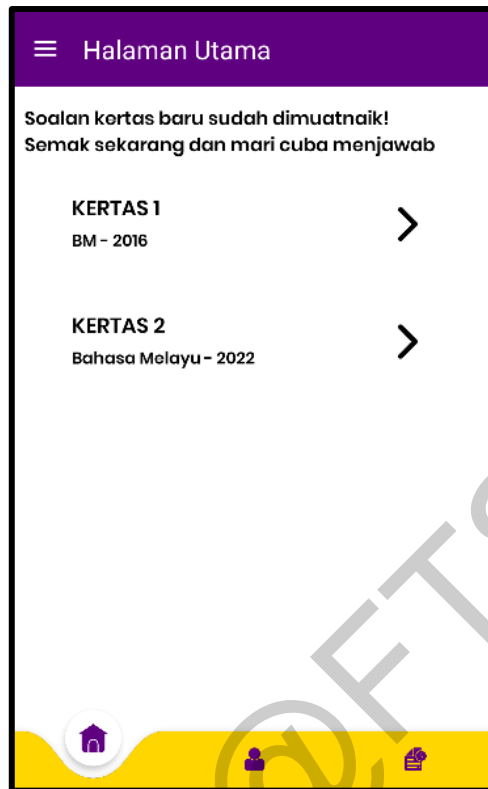 Halaman Utama
Soalan kertas baru sudah dimuatnaik!
Semak sekarang dan mari cuba menjawab
KERTAS 1
BM - 2016
KERTAS 2
Bahasa Melayu - 2022
@FTS